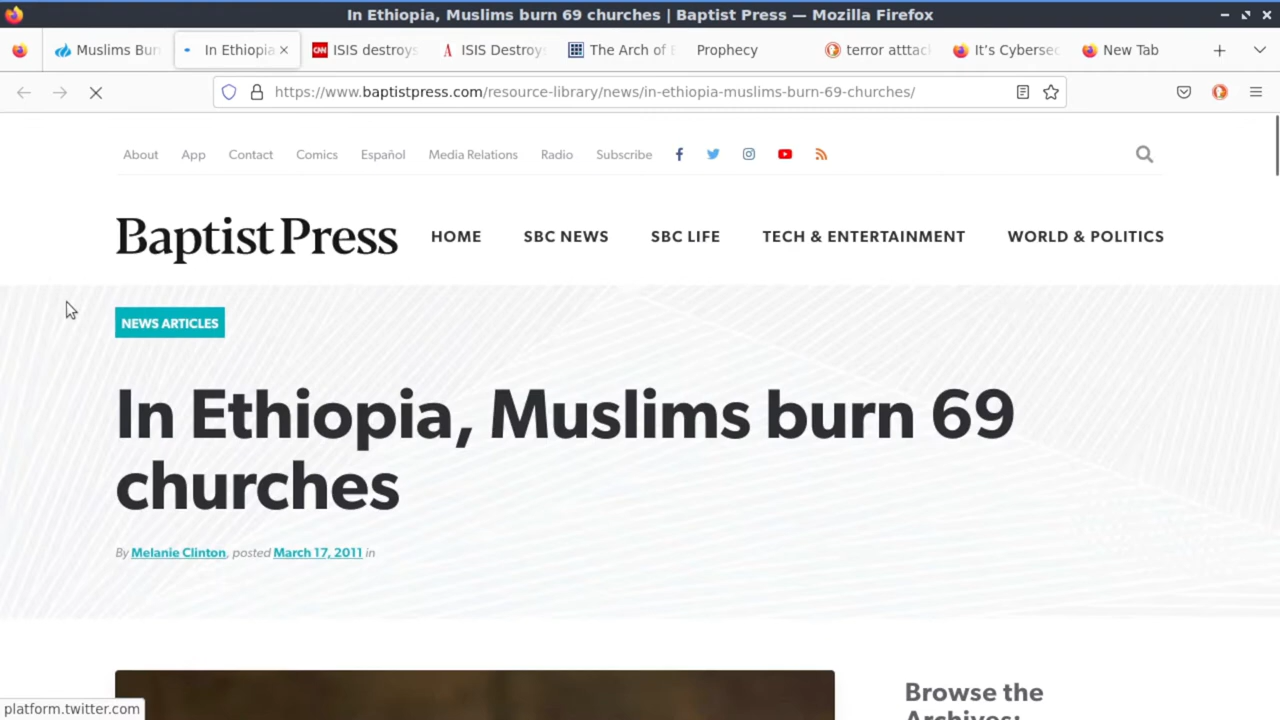 In Ethiopia, Muslims burn 69 churches | Baptist Press — Mozilla Firefox
Muslims Bur In Ethiopia ISIS destroys ISIS Destroy The Arch of Prophecy terror atttac It's Cybersec New Tab
https://www.baptistpress.com/resource-library/news/in-ethiopia-muslims-burn-69-churches/
About App Contact Comics Español Media Relations Radio Subscribe
Baptist Press HOME SBC NEWS SBC LIFE TECH & ENTERTAINMENT WORLD & POLITICS
NEWS ARTICLES
In Ethiopia, Muslims burn 69
churches
By Melanie Clinton, posted March 17, 2011 in
Browse the
Archives:
platform.twitter.com